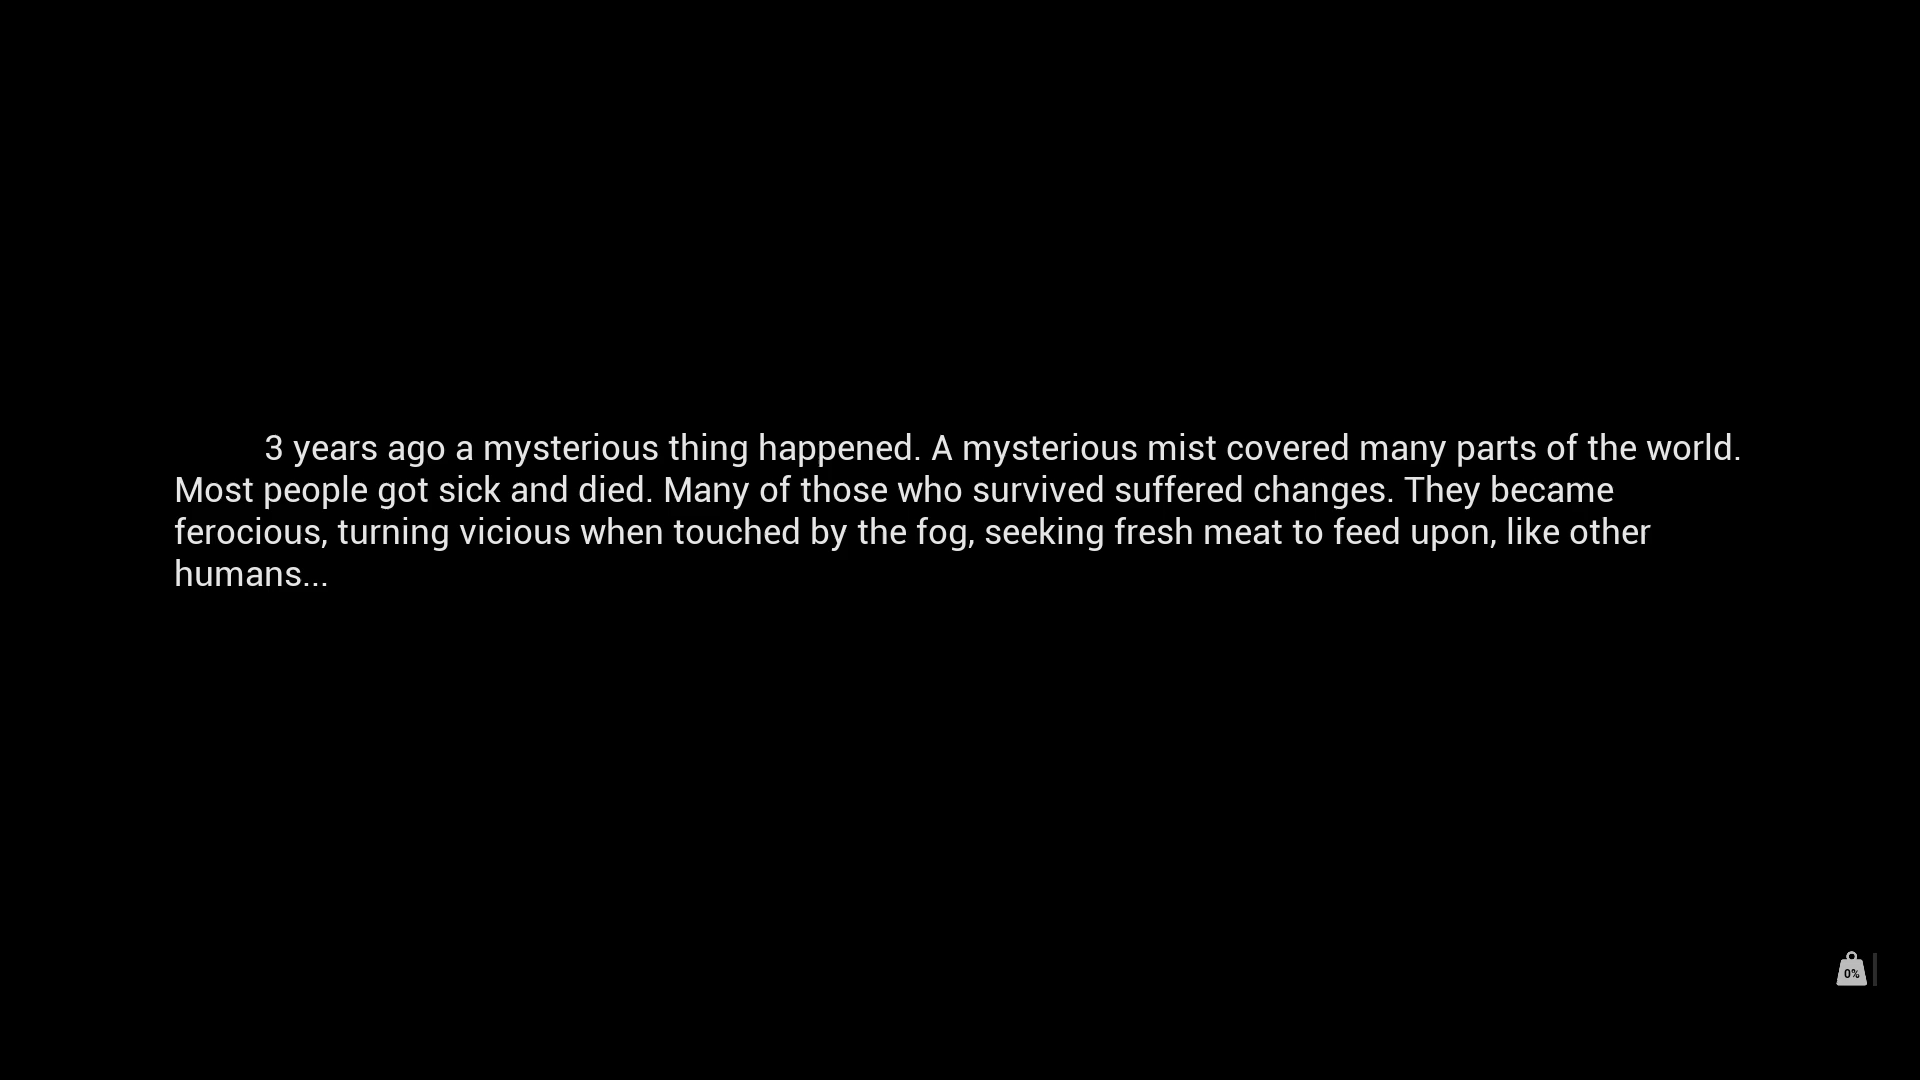 3 years ago a mysterious thing happened. A mysterious mist covered many parts of the world.
Most people got sick and died. Many of those who survived suffered changes. They became
ferocious, turning vicious when touched by the fog, seeking fresh meat to feed upon, like other
humans...
0%